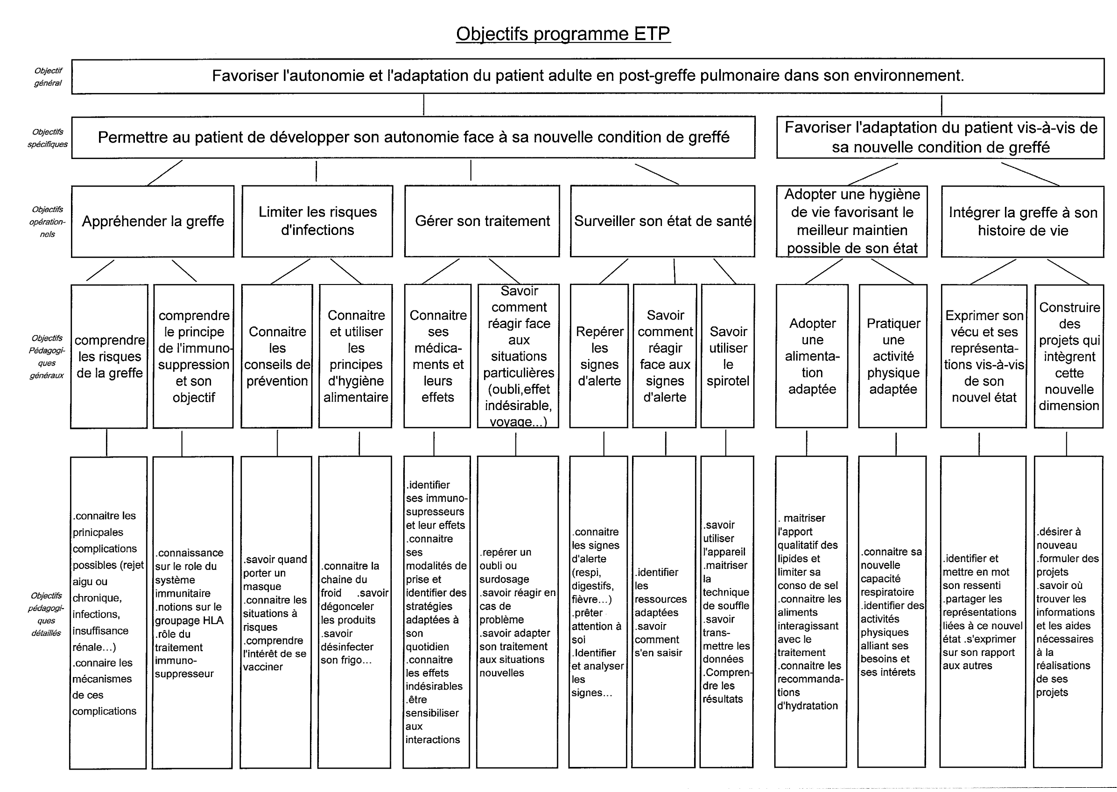 Objectifs programme ETP
Objectif
général
Favoriser l'autonomie et l'adaptation du patient adulte en post-greffe pulmonaire dans son environnement.
Objectifs
spécifiques
Permettre au patient de développer son autonomie face à sa nouvelle condition de greffé
Favoriser l'adaptation du patient vis-à-vis de
sa nouvelle condition de greffé
Objectifs
opération-
nels
Appréhender la greffe
Limiter les risques
d'infections
Gérer son traitement
Surveiller son état de santé
Adopter une hygiène
de vie favorisant le
meilleur maintien
possible de son état
Intégrer la greffe à son
histoire de vie
Objectifs
Pédagogi-
ques
généraux
comprendre
les risques
de la greffe
comprendre
le principe
de l'immuno-
suppression
et son
objectif
Connaitre
les
conseils de
prévention
Connaitre
et utiliser
les
principes
d'hygiène
alimentaire
Connaitre
ses
médica-
ments et
leurs
effets
Savoir
comment
réagir face
aux
situations
particulières
(oubli,effet
indésirable,
voyage...)
Repérer
les
signes
d'alerte
Savoir
comment
réagir
face aux
signes
d'alerte
Savoir
utiliser
le
spirotel
Adopter
une
alimenta-
tion
adaptée
Pratiquer
une
activité
physique
adaptée
Exprimer son
vécu et ses
représenta-
tions vis-à-vis
de son
nouvel état
Construire
des
projets qui
intègrent
cette
nouvelle
dimension
Objectifs
pédagogi-
ques
détaillés
.connaitre les
prinicpales
complications
possibles (rejet
aigu ou
chronique,
infections,
insuffisance
rénale...)
.connaire les
mécanismes
de ces
complications
.connaissance
sur le role du
système
immunitaire
.notions sur le
groupage HLA
.rôle du
traitement
immuno-
suppresseur
.savoir quand
porter un
masque
.connaitre les
situations à
risques
.comprendre
l'intérêt de se
vacciner
.connaitre la
chaine du
froid .savoir
dégonceler
les produits
.savoir
désinfecter
son frigo...
.identifier
ses immuno-
supresseurs
et leur effets
.connaitre
ses
modalités de
prise et
identifier des
stratégies
adaptées à
son
quotidien
.connaitre
les effets
indésirables
.être
sensibiliser
aux
interactions
.repérer un
oubli ou
surdosage
.savoir réagir en
cas de
problème
.savoir adapter
son traitement
aux situations
nouvelles
.connaitre
les signes
d'alerte
(respi,
digestifs,
fièvre...)
.prêter
attention à
soi
.Identifier
et analyser
les
signes...
.identifier
les
ressources
adaptées
.savoir
comment
s'en saisir
.savoir
utiliser
l'appareil
.maitriser
la
technique
de souffle
.savoir
trans-
mettre les
données
.Compren-
dre les
résultats
. maitriser
l'apport
qualitatif des
lipides et
limiter sa
conso de sel
.connaitre les
aliments
interagissant
avec le
traitement
.connaitre les
recommanda-
tions
d'hydratation
.connaitre sa
nouvelle
capacité
respiratoire
.identifier des
activités
physiques
alliant ses
besoins et
ses intérets
.identifier et
mettre en mot
son ressenti
.partager les
représentations
liées à ce nouvel
état .s'exprimer
sur son rapport
aux autres
.désirer à
nouveau
.formuler des
projets
.savoir où
trouver les
informations
et les aides
nécessaires
à la
réalisations
de ses
projets